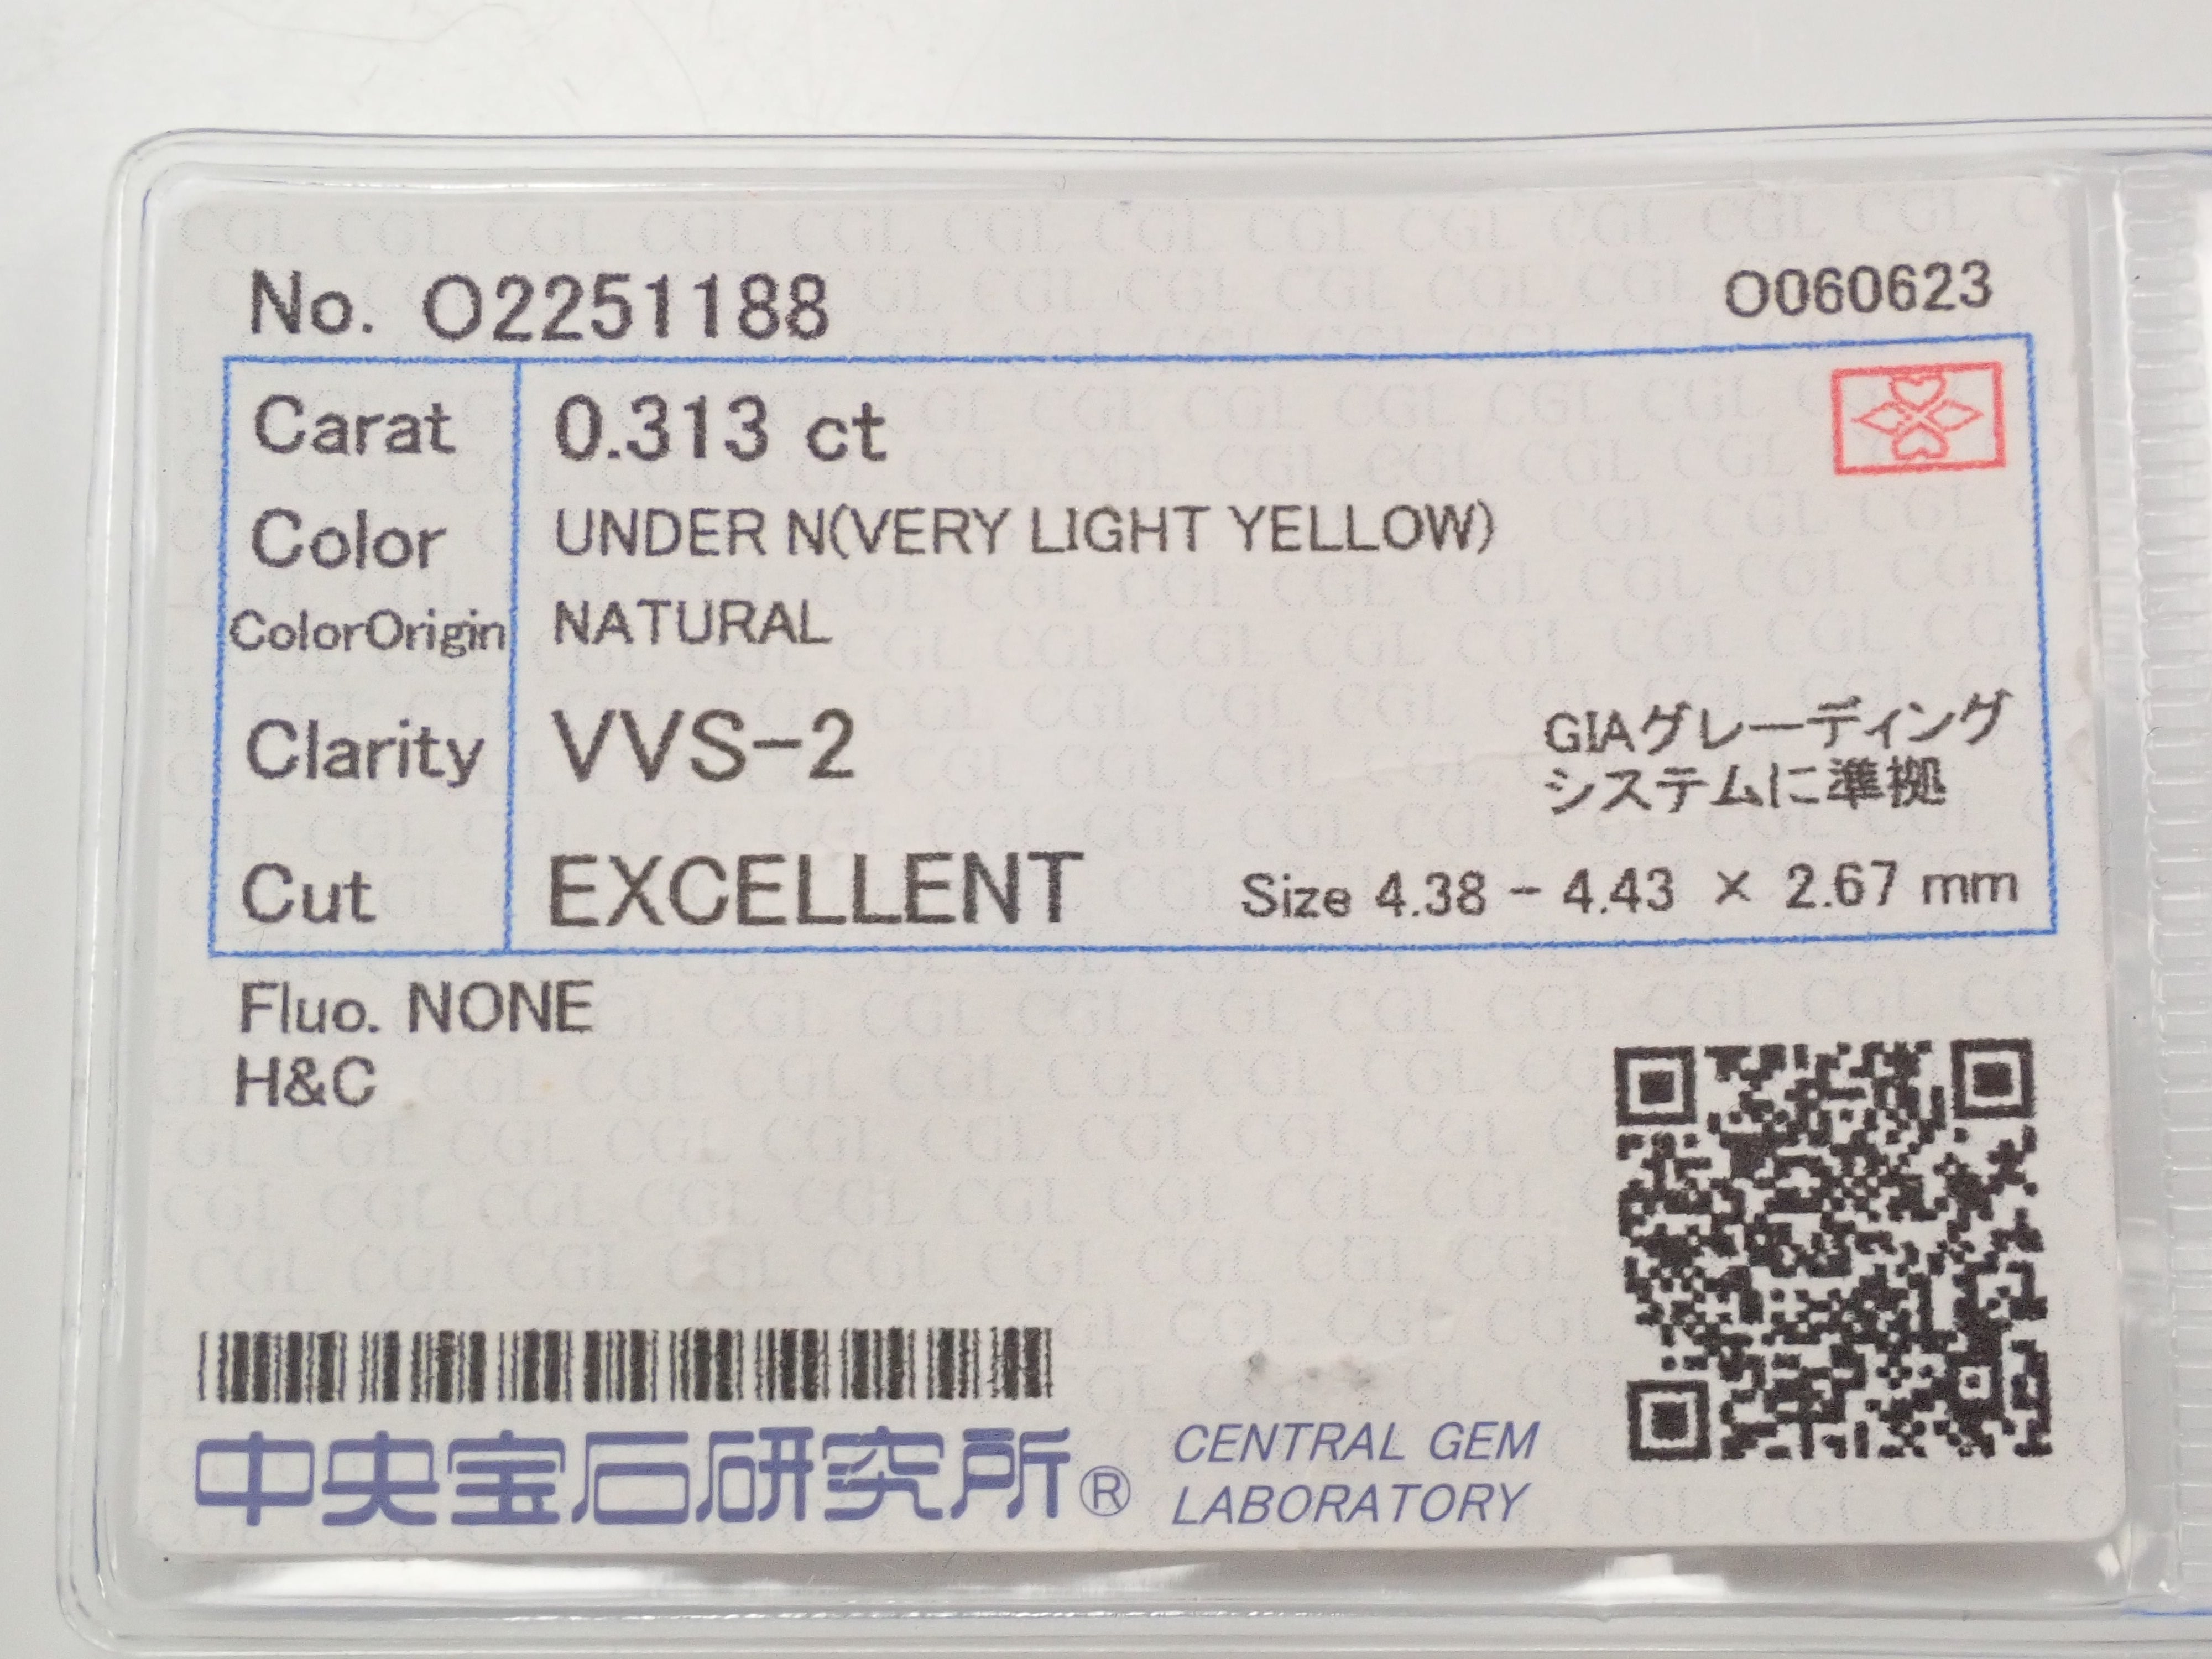 No. O2251188 O060623
Carat 0.313 ct
Color UNDER N(VERY LIGHT YELLOW)
ColorOrigin NATURAL
Clarity VVS-2
GIAグレーディング
システムに準拠
Cut EXCELLENT Size 4.38 - 4.43 × 2.67 mm
Fluo. NONE
H&C
中央宝石研究所® CENTRAL GEM
LABORATORY